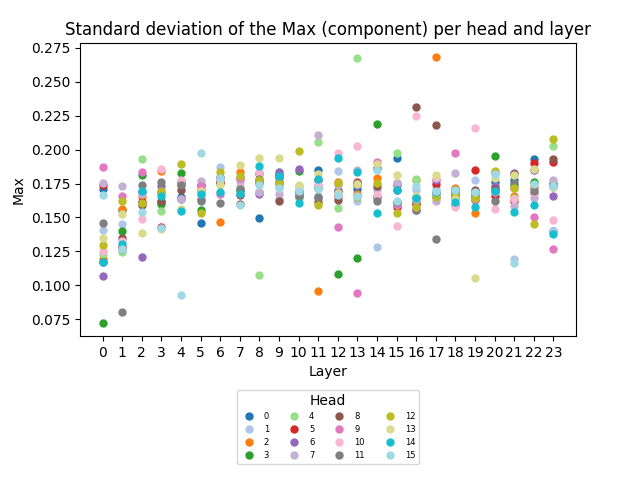 Standard deviation of the Max (component) per head and layer
0.275
0.250
0.225
0.200
0.175
0.150
0.125
0.100
0.075
Max
0 1 2 3 4 5 6 7 8 9 10 11 12 13 14 15 16 17 18 19 20 21 22 23
Layer
Head
0 4 8 12
1 5 9 13
2 6 10 14
3 7 11 15